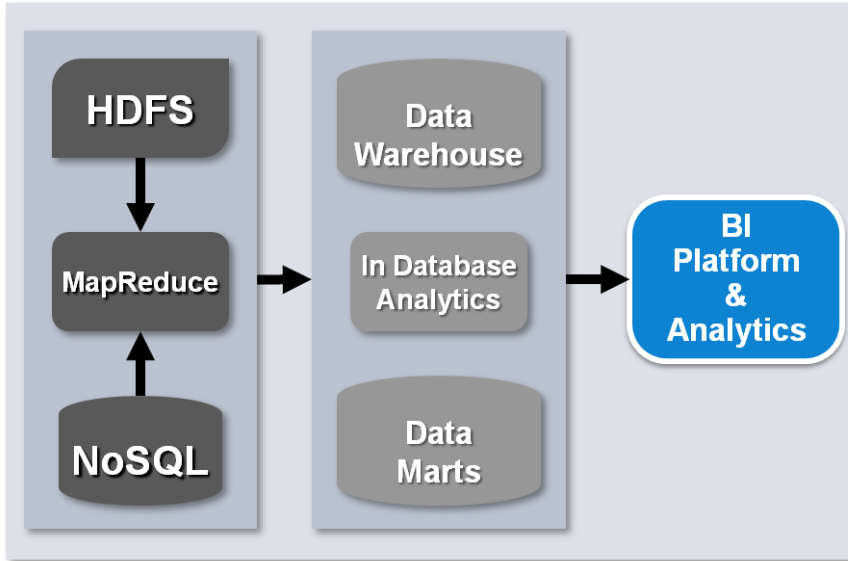 HDFS
MapReduce
NoSQL
Data
Warehouse
In Database
Analytics
Data
Marts
BI
Platform
&
Analytics